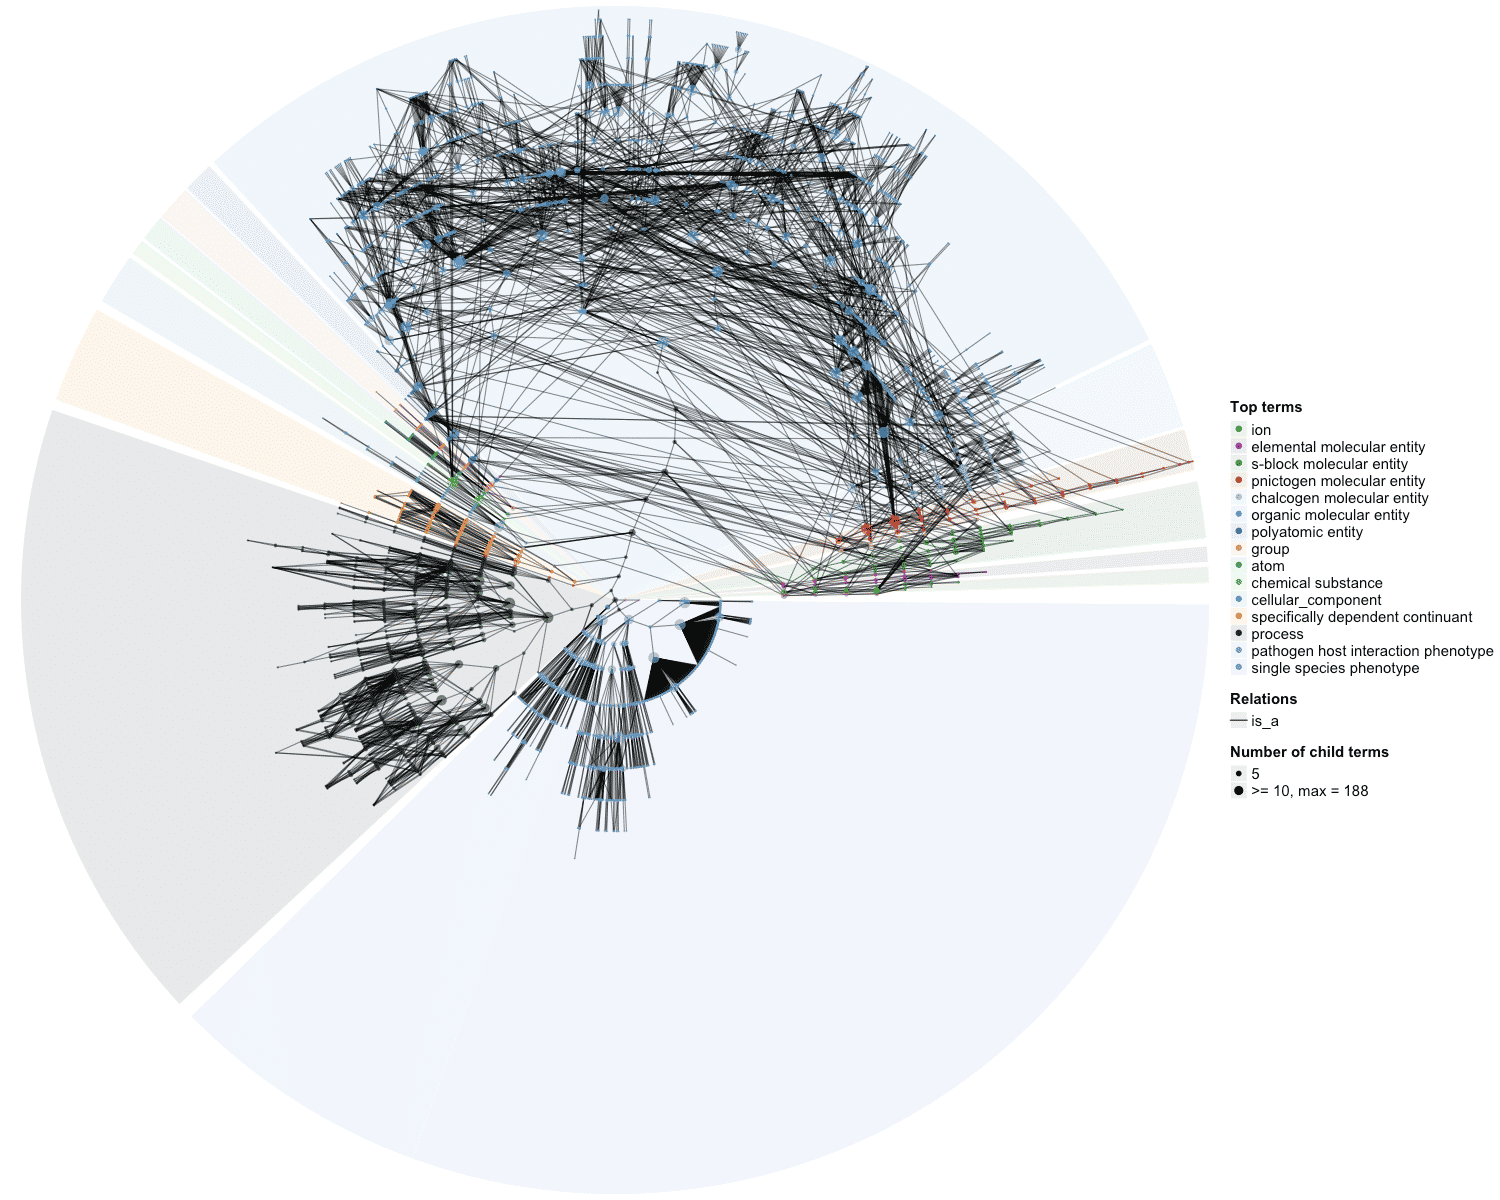 Top terms
ion
elemental molecular entity
s-block molecular entity
pnictogen molecular entity
chalcogen molecular entity
organic molecular entity
polyatomic entity
group
atom
chemical substance
cellular_component
specifically dependent continuant
process
pathogen host interaction phenotype
single species phenotype
Relations
is_a
Number of child terms
5
>= 10, max = 188